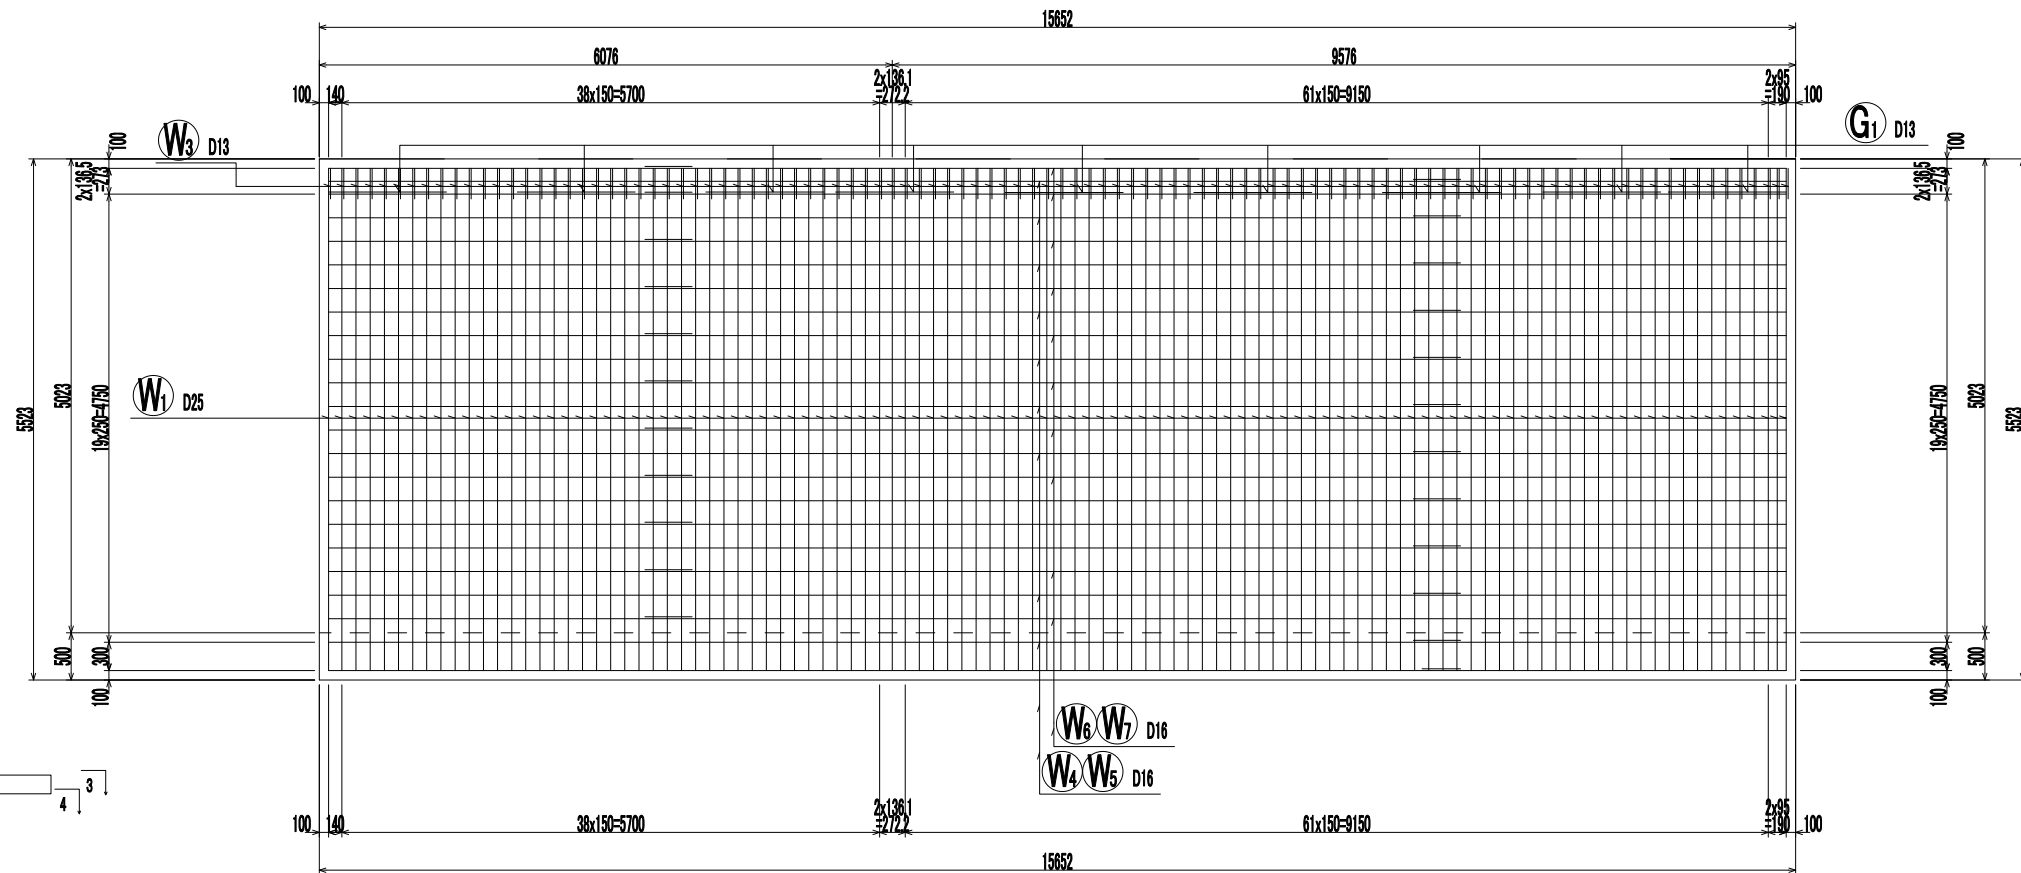 15652
6076
9576
2x136.1
2x95
100
140
38x150=5700
=272.2
61x150=9150
=190
100
W3 D13
G1 D13
100
100
2x136.5
=273
2x136.5
=273
5523
5023
19x250=4750
W1 D25
19x250=4750
5023
5523
500
300
100
300
500
100
W6 W7 D16
W4 W5 D16
3
4
100
140
38x150=5700
2x136.1
=272.2
61x150=9150
2x95
=190
100
15652